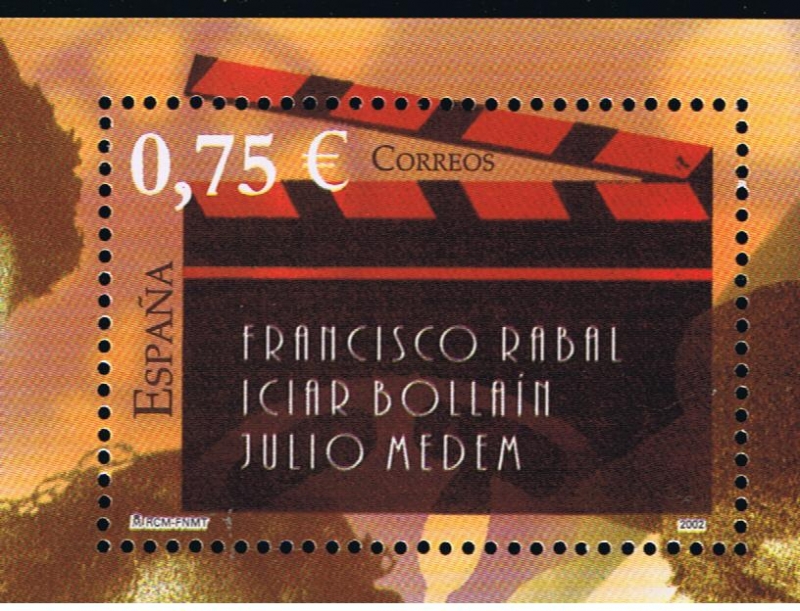 0,75 € CORREOS
ESPAÑA
FRANCISCO RABAL
ICIAR BOLLAÍN
JULIO MEDEM
RCM-FNMT
2002